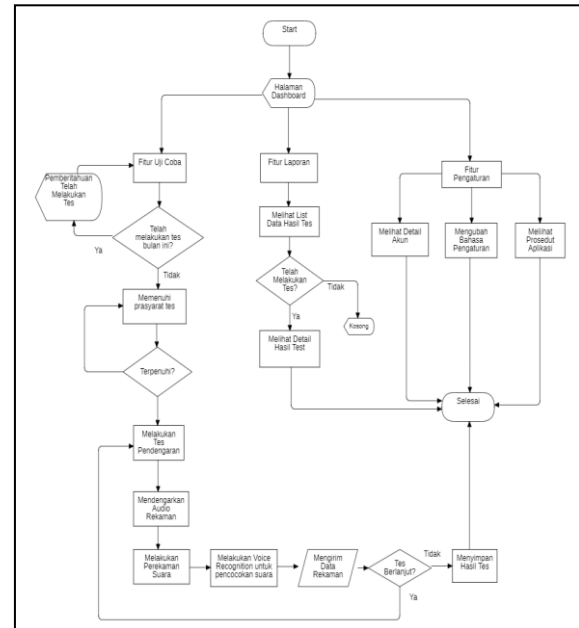 Start
Halaman
Dashboard
Fitur Uji Coba
Fitur Laporan
Fitur
Pengaturan
Pemberitahuan
Telah
Melakukan
Tes
Melihat List
Data Hasil Tes
Melihat Detail
Akun
Mengubah
Bahasa
Pengaturan
Melihat
Prosedut
Aplikasi
Telah
melakukan tes
bulan ini?
Ya
Tidak
Telah
Melakukan
Tes?
Tidak
Ya
Kosong
Memenuhi
prasyarat tes
Melihat Detail
Hasil Test
Terpenuhi?
Selesai
Melakukan
Tes
Pendengaran
Mendengarkan
Audio
Rekaman
Melakukan
Perekaman
Suara
Melakukan Voice
Recognition untuk
pencocokan suara
Mengirim
Data
Rekaman
Tes
Berlanjut?
Tidak
Ya
Menyimpan
Hasil Tes